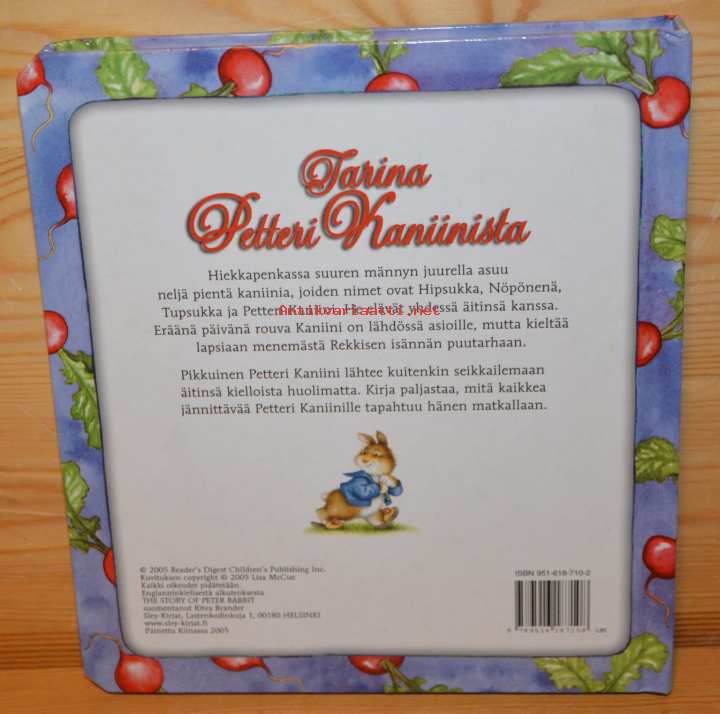 Tarina
Petteri Kaniinista
Hiekkapenkassa suuren männyn juurella asuu
neljä pientä kaniinia, joiden nimet ovat Hipsukka, Nöpönenä,
Tupsukka ja Petteri Kaniini. He elävät yhdessä äitinsä kanssa.
Antikvariaatti.net
Eräänä päivänä rouva Kaniini on lähdössä asioille, mutta kieltää
lapsiaan menemästä Rekkisen isännän puutarhaan.
Pikkuinen Petteri Kaniini lähtee kuitenkin seikkailemaan
äitinsä kielloista huolimatta. Kirja paljastaa, mitä kaikkea
jännittävää Petteri Kaniinille tapahtuu hänen matkallaan.
© 2005 Reader's Digest Children's Publishing Inc.
Kuvituksen copyright © 2005 Lisa McCue
Kaikki oikeudet pidätetään.
Englanninkielisestä alkuteoksesta
THE STORY OF PETER RABBIT
suomentanut Ritva Brander
Sley-Kirjat, Lastenkodinkuja 1, 00180 HELSINKI
www.sley-kirjat.fi
Painettu Kiinassa 2005
ISBN 951-618-710-2